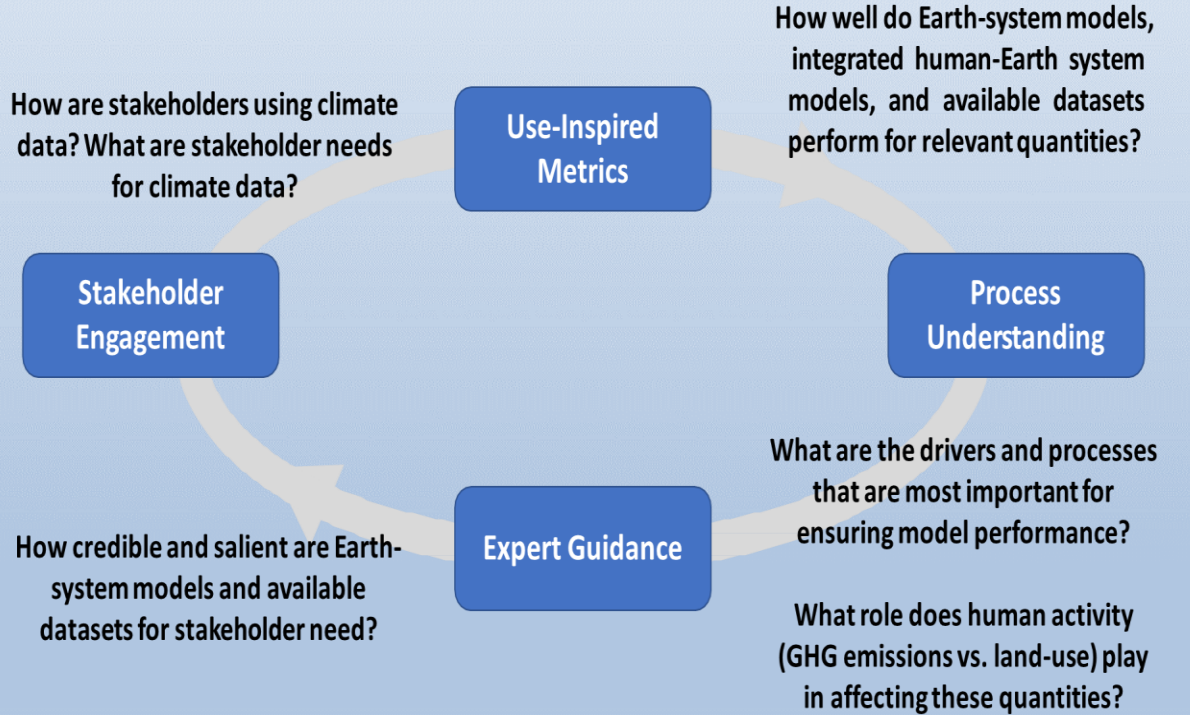 How are stakeholders using climate
data? What are stakeholder needs
for climate data?
Use-Inspired
Metrics
How well do Earth-system models,
integrated human-Earth system
models, and available datasets
perform for relevant quantities?
Stakeholder
Engagement
Process
Understanding
How credible and salient are Earth-
system models and available
datasets for stakeholder need?
Expert Guidance
What are the drivers and processes
that are most important for
ensuring model performance?
What role does human activity
(GHG emissions vs. land-use) play
in affecting these quantities?